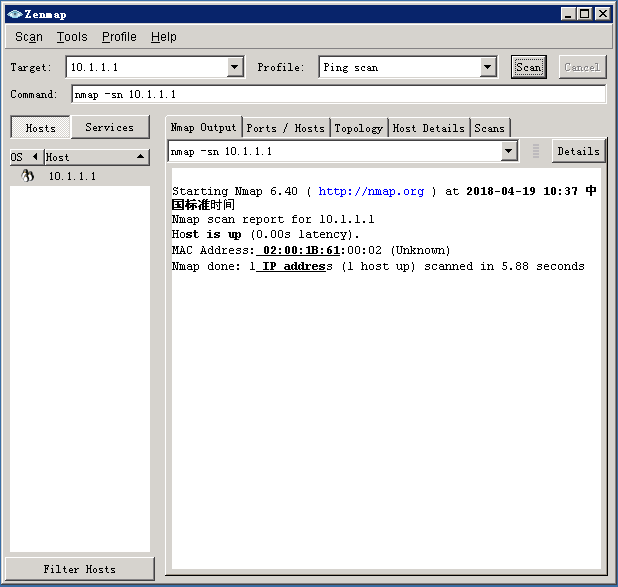 Zenmap
Scan Tools Profile Help
Target: 10.1.1.1 Profile: Ping scan Scan Cancel
Command: nmap -sn 10.1.1.1
Hosts Services
Nmap Output Ports / Hosts Topology Host Details Scans
OS Host
nmap -sn 10.1.1.1 Details
10.1.1.1
Starting Nmap 6.40 ( http://nmap.org ) at 2018-04-19 10:37 中
国标准时间
Nmap scan report for 10.1.1.1
Host is up (0.00s latency).
MAC Address: 02:00:1B:61:00:02 (Unknown)
Nmap done: 1 IP address (1 host up) scanned in 5.88 seconds
Filter Hosts